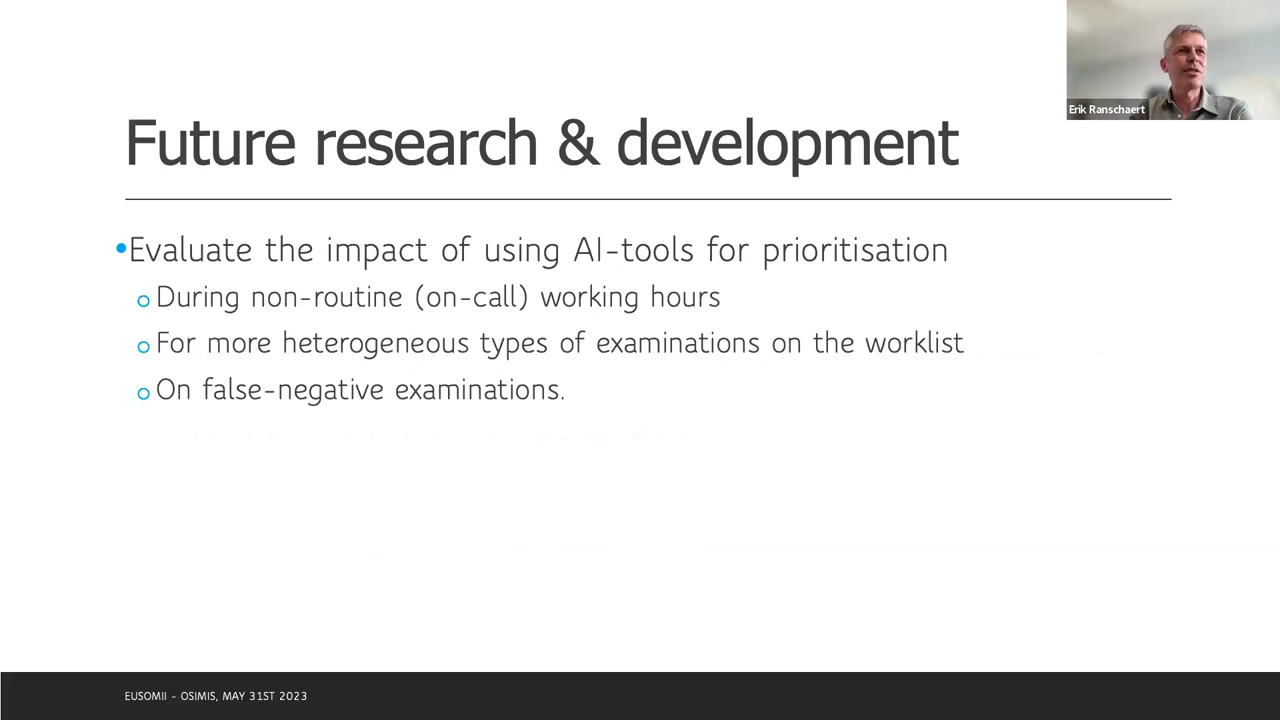 Erik Ranschaert
Future research & development
•Evaluate the impact of using AI-tools for prioritisation
o During non-routine (on-call) working hours
o For more heterogeneous types of examinations on the worklist
o On false-negative examinations.
EUSOMII - OSIMIS, MAY 31ST 2023